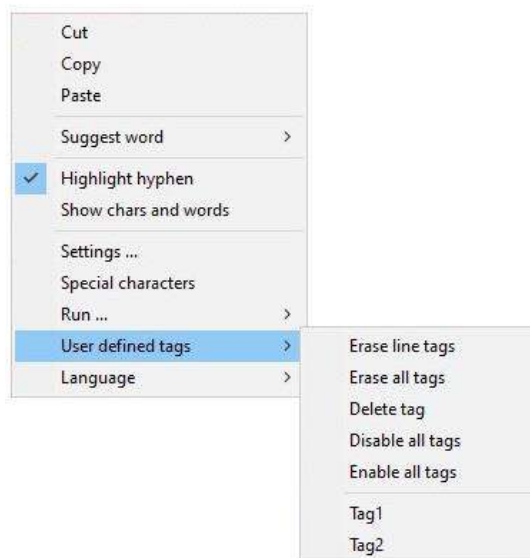 Cut
Copy
Paste
Suggest word
Highlight hyphen
Show chars and words
Settings ...
Special characters
Run ...
User defined tags
Language
Erase line tags
Erase all tags
Delete tag
Disable all tags
Enable all tags
Tag1
Tag2